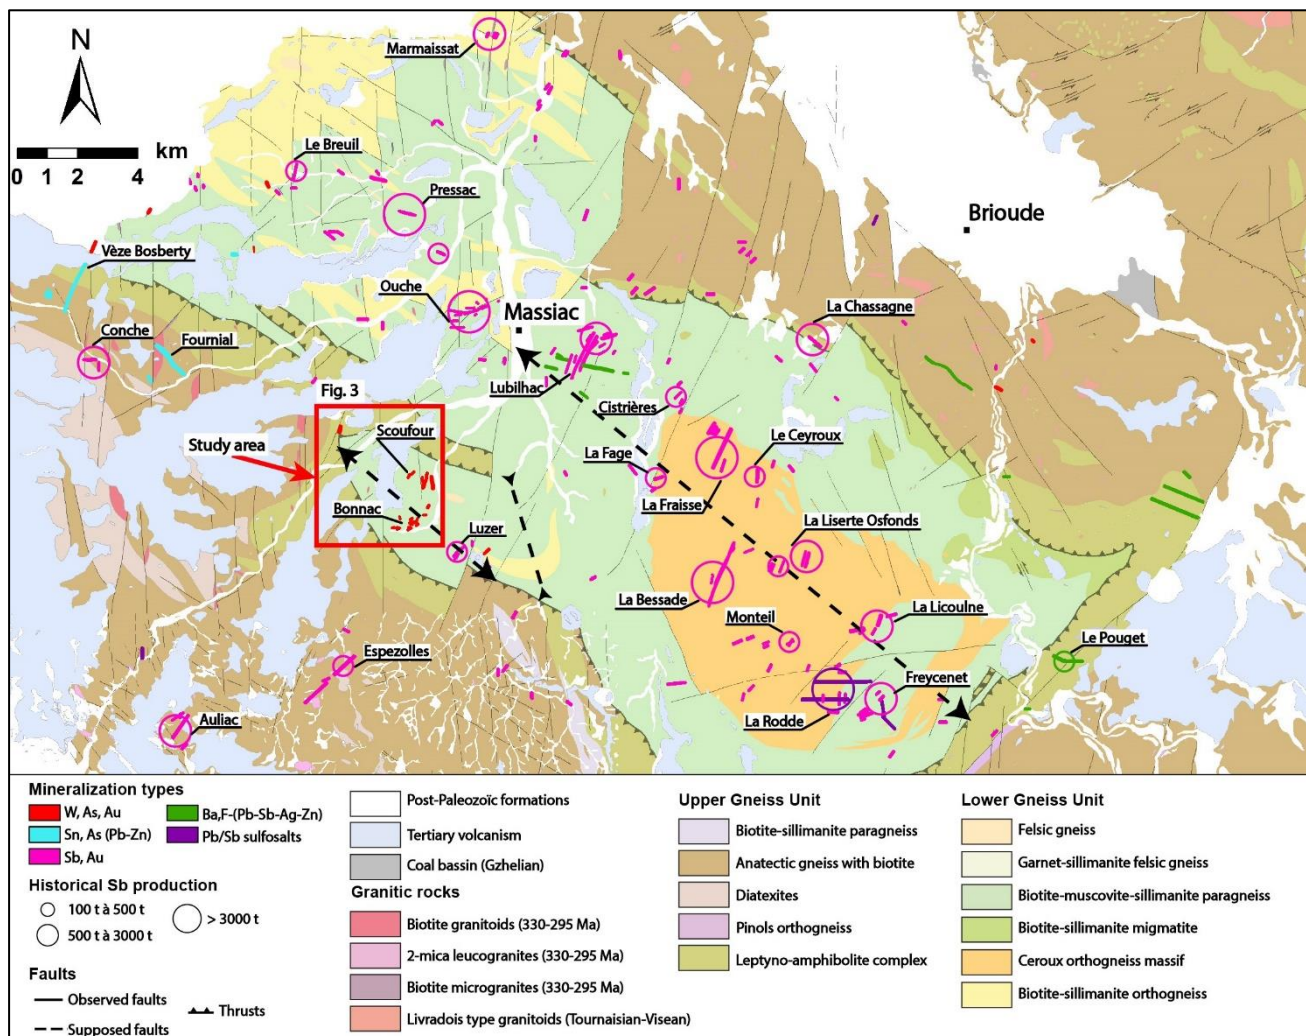 N
0 1 2 4 km
Marmaissat
Le Breuil
Pressac
Brioude
Vèze Bosberty
Ouche
Massiac
La Chassagne
Conche
Fournial
Lubilhac
Fig. 3
Cistrières
Study area
Scoufour
Le Ceyroux
La Fage
La Fraisse
Bonnac
Luzer
La Liserte Osfonds
La Bessade
La Licoulne
Monteil
Le Pouget
Espezolles
Freycenet
La Rodde
Auliac
Mineralization types
W, As, Au
Ba,F-(Pb-Sb-Ag-Zn)
Sn, As (Pb-Zn)
Pb/Sb sulfosalts
Sb, Au
Historical Sb production
100 t à 500 t
> 3000 t
500 t à 3000 t
Faults
Observed faults
Thrusts
Supposed faults
Post-Paleozoïc formations
Tertiary volcanism
Coal bassin (Gzhelian)
Granitic rocks
Biotite granitoids (330-295 Ma)
2-mica leucogranites (330-295 Ma)
Biotite microgranites (330-295 Ma)
Livradois type granitoids (Tournaisian-Visean)
Upper Gneiss Unit
Biotite-sillimanite paragneiss
Anatectic gneiss with biotite
Diatexites
Pinols orthogneiss
Leptyno-amphibolite complex
Lower Gneiss Unit
Felsic gneiss
Garnet-sillimanite felsic gneiss
Biotite-muscovite-sillimanite paragneiss
Biotite-sillimanite migmatite
Ceroux orthogneiss massif
Biotite-sillimanite orthogneiss